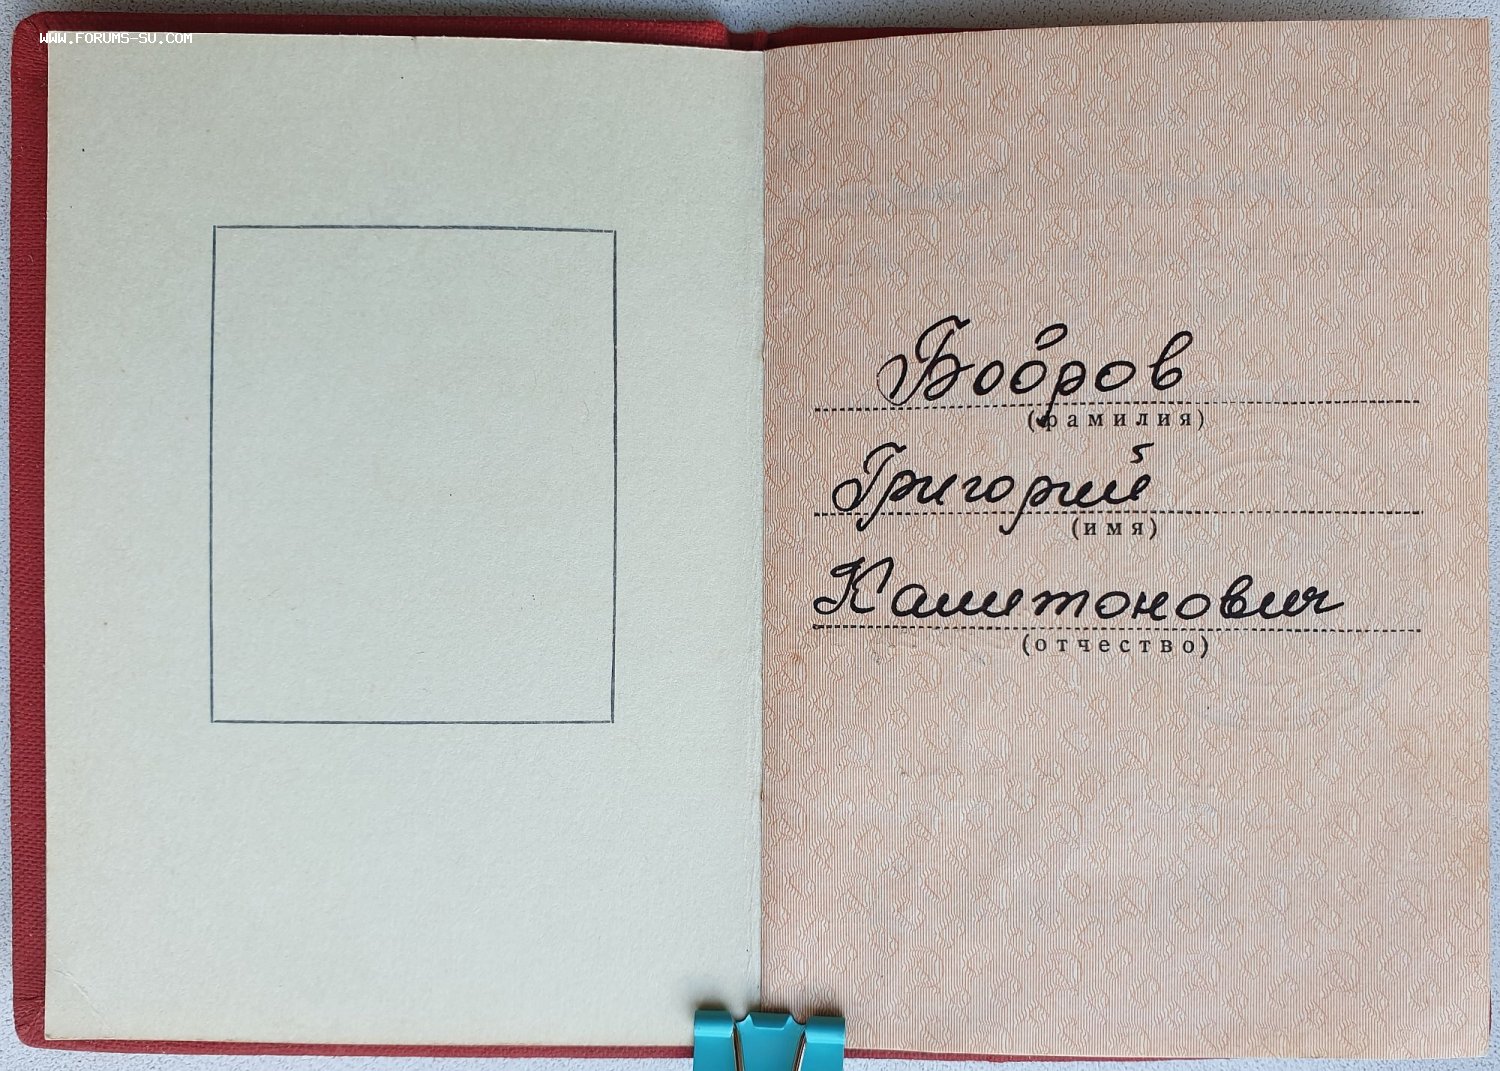 WWW.FORUMS-SU.COM
Бобров
(фамилия)
Григорий
(имя)
Капитонович
(отчество)